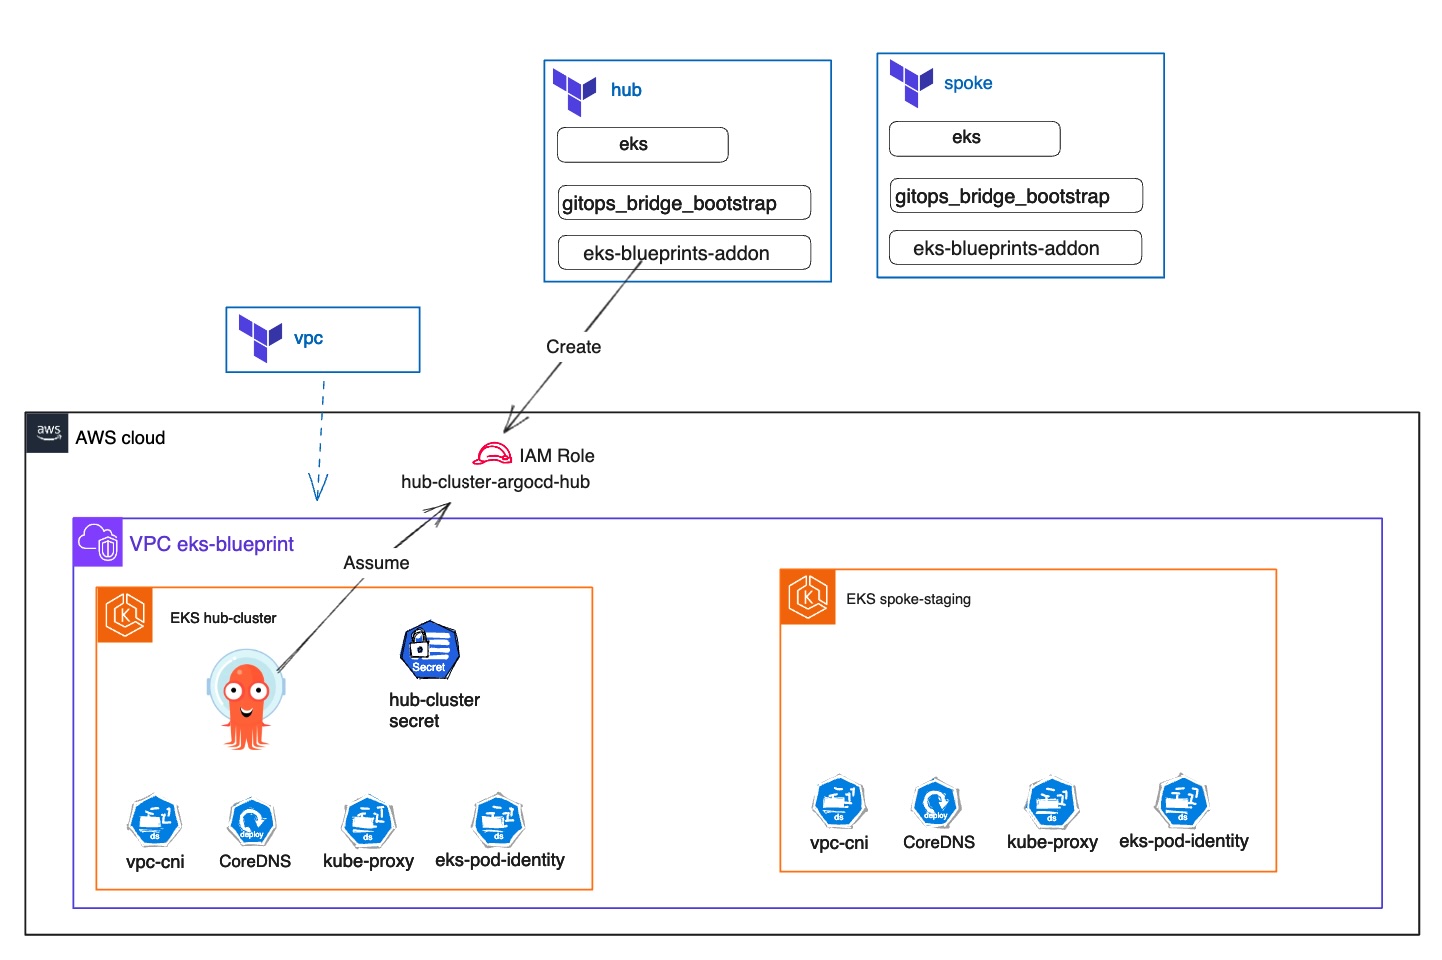 hub
eks
gitops_bridge_bootstrap
eks-blueprints-addon
spoke
eks
gitops_bridge_bootstrap
eks-blueprints-addon
vpc
Create
aws
AWS cloud
IAM Role
hub-cluster-argocd-hub
VPC eks-blueprint
Assume
K
EKS hub-cluster
Secret
hub-cluster
secret
ds
vpc-cni
deploy
CoreDNS
ds
kube-proxy
ds
eks-pod-identity
K
EKS spoke-staging
ds
vpc-cni
deploy
CoreDNS
ds
kube-proxy
ds
eks-pod-identity